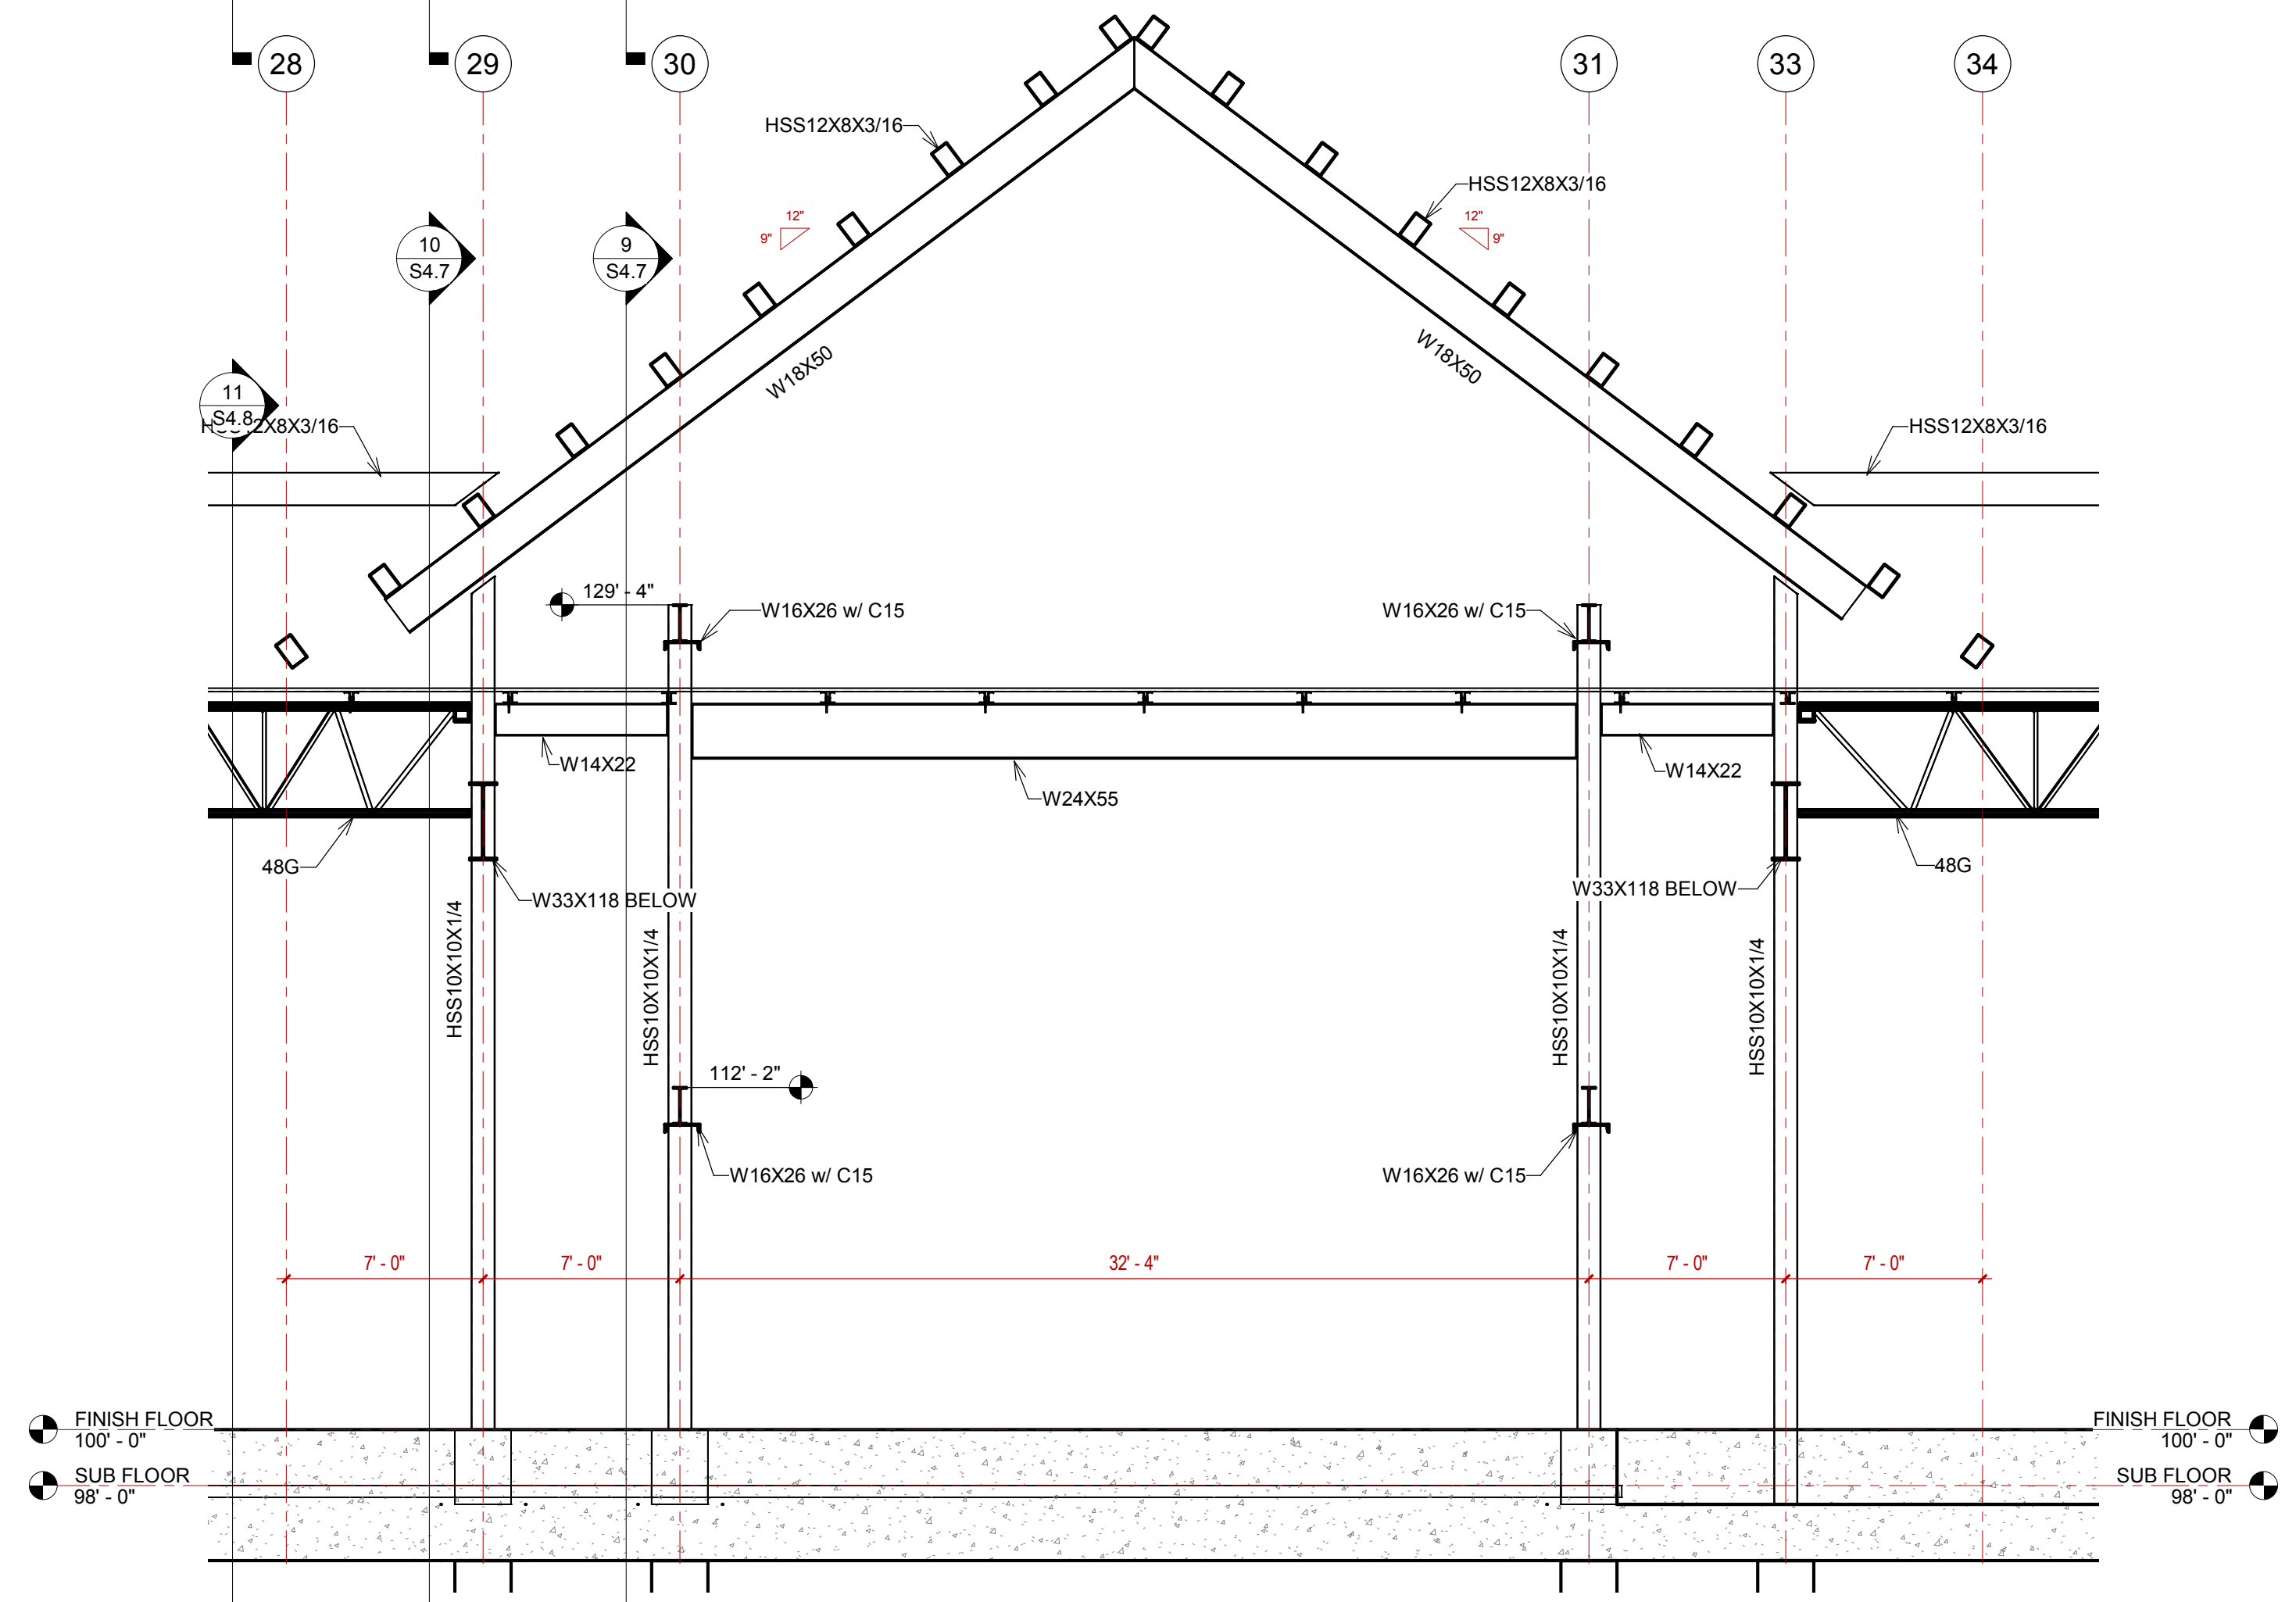 28
29
30
31
33
34
HSS12X8X3/16
HSS12X8X3/16
12"
9"
12"
9"
10
S4.7
9
S4.7
W18X50
W18X50
11
S4.8
2X8X3/16
HSS12X8X3/16
129' - 4"
W16X26 w/ C15
W16X26 w/ C15
W14X22
W24X55
W14X22
48G
W33X118 BELOW
W33X118 BELOW
48G
HSS10X10X1/4
HSS10X10X1/4
HSS10X10X1/4
HSS10X10X1/4
112' - 2"
W16X26 w/ C15
W16X26 w/ C15
7' - 0"
7' - 0"
32' - 4"
7' - 0"
7' - 0"
FINISH FLOOR
100' - 0"
SUB FLOOR
98' - 0"
FINISH FLOOR
100' - 0"
SUB FLOOR
98' - 0"